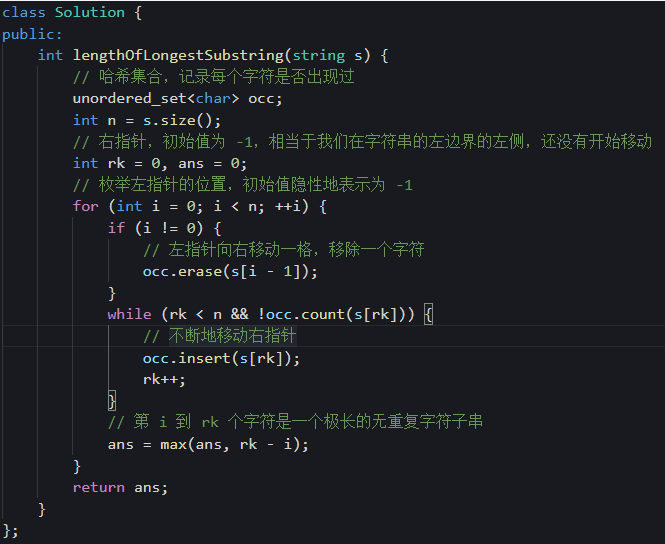 class Solution {
public:
    int lengthOfLongestSubstring(string s) {
        // 哈希集合，记录每个字符是否出现过
        unordered_set<char> occ;
        int n = s.size();
        // 右指针，初始值为 -1，相当于我们在字符串的左边界的左侧，还没有开始移动
        int rk = 0, ans = 0;
        // 枚举左指针的位置，初始值隐性地表示为 -1
        for (int i = 0; i < n; ++i) {
            if (i != 0) {
                // 左指针向右移动一格，移除一个字符
                occ.erase(s[i - 1]);
            }
            while (rk < n && !occ.count(s[rk])) {
                // 不断地移动右指针
                occ.insert(s[rk]);
                rk++;
            }
            // 第 i 到 rk 个字符是一个极长的无重复字符子串
            ans = max(ans, rk - i);
        }
        return ans;
    }
};